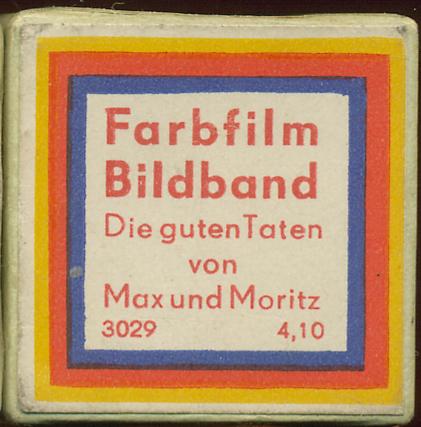 Farbfilm
Bildband
Die guten Taten
von
Max und Moritz
3029 4,10